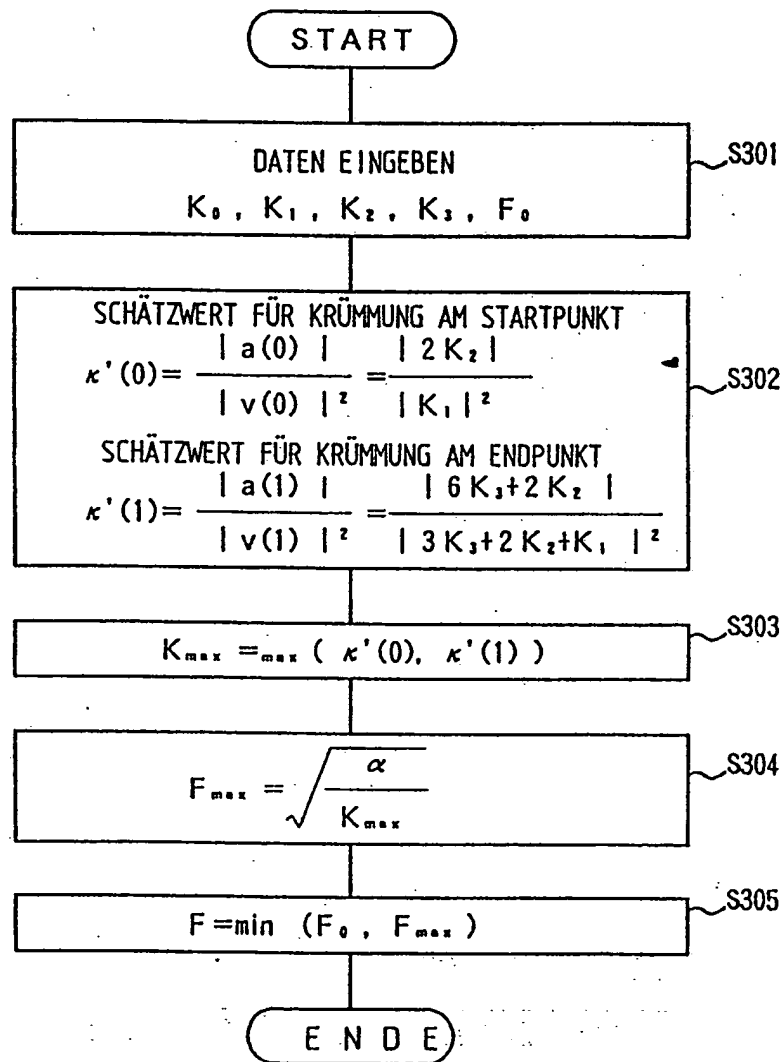 START
DATEN EINGEBEN
K₀ , K₁ , K₂ , K₃ , F₀
S301
SCHÄTZWERT FÜR KRÜMMUNG AM STARTPUNKT
κ'(0)= | a(0) | / | v(0) |² = | 2K₂ | / | K₁ |²
S302
SCHÄTZWERT FÜR KRÜMMUNG AM ENDPUNKT
κ'(1)= | a(1) | / | v(1) |² = | 6K₃+2K₂ | / | 3K₃+2K₂+K₁ |²
S303
Kmax =max ( κ'(0), κ'(1) )
S304
Fmax = √ α / Kmax
S305
F=min (F₀ , Fmax)
ENDE